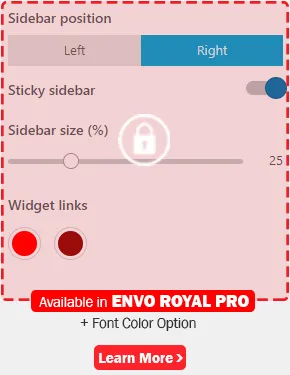 Sidebar position
Left Right
Sticky sidebar
Sidebar size (%)
25
Widget links
Available in ENVO ROYAL PRO
+ Font Color Option
Learn More >